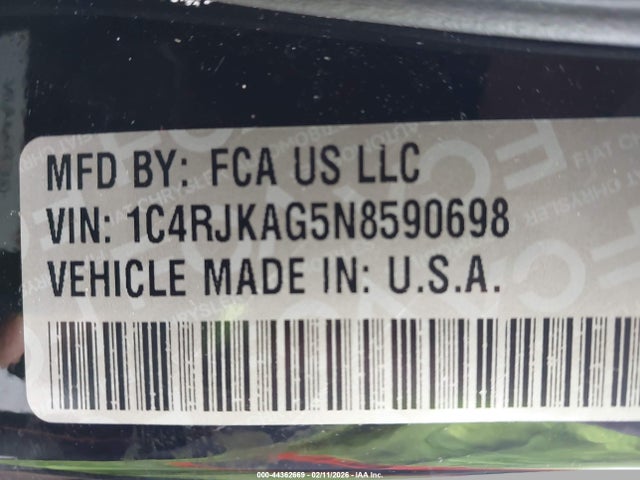 MFD BY: FCA US LLC
VIN: 1C4RJKAG5N8590698
VEHICLE MADE IN: U.S.A.
000-44362669 - 02/11/2026 - IAA Inc.